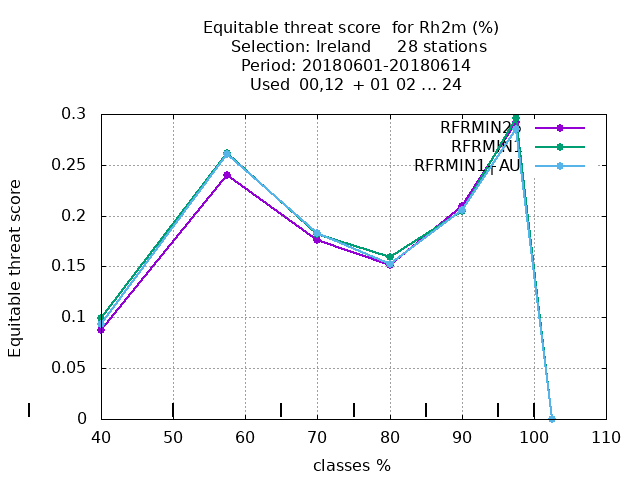 Equitable threat score for Rh2m (%)
Selection: Ireland 28 stations
Period: 20180601-20180614
Used 00,12 + 01 02 ... 24
0.3
0.25
0.2
0.15
0.1
0.05
0
Equitable threat score
RFRMIN1
RFRMIN1+AU
40 50 60 70 80 90 100 110
classes %